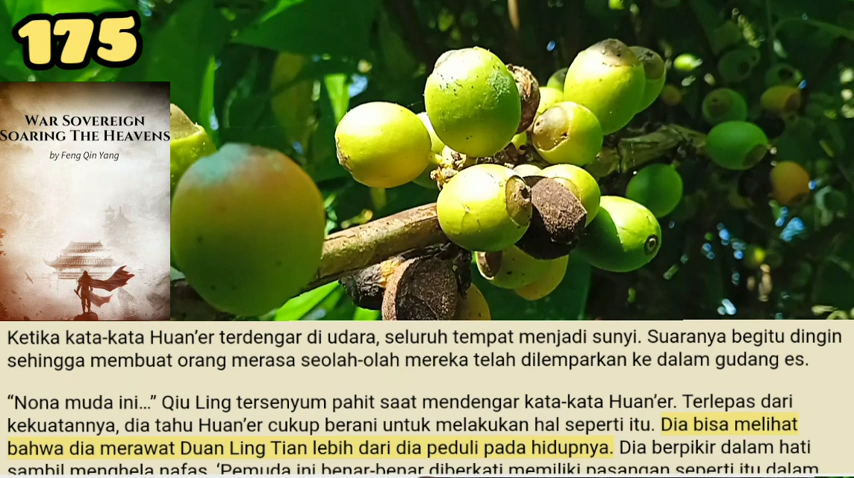 175
WAR SOVEREIGN
SOARING THE HEAVENS
by Feng Qin Yang
Ketika kata-kata Huan’er terdengar di udara, seluruh tempat menjadi sunyi. Suaranya begitu dingin
sehingga membuat orang merasa seolah-olah mereka telah dilemparkan ke dalam gudang es.
“Nona muda ini…” Qiu Ling tersenyum pahit saat mendengar kata-kata Huan’er. Terlepas dari
kekuatannya, dia tahu Huan’er cukup berani untuk melakukan hal seperti itu. Dia bisa melihat
bahwa dia merawat Duan Ling Tian lebih dari dia peduli pada hidupnya. Dia berpikir dalam hati
sambil menghela nafas, ‘Pemuda ini benar-benar diberkati memiliki pasangan seperti itu dalam